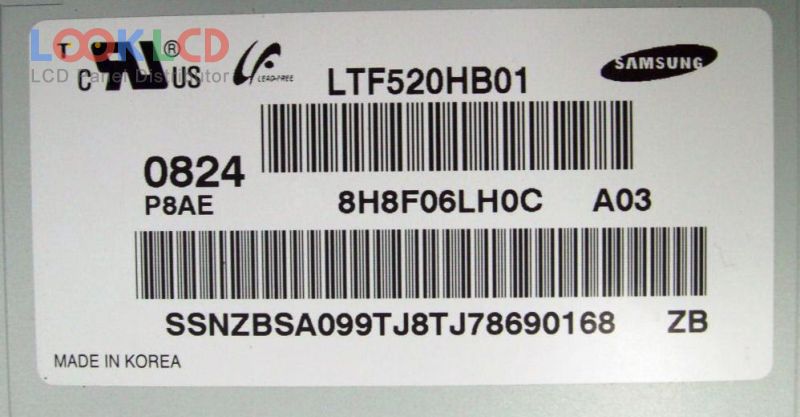 LOOKLCD
LCD Panel Distributor
T
c US ®
LEAD-FREE
LTF520HB01
SAMSUNG
0824
P8AE
8H8F06LH0C A03
SSNZBSA099TJ8TJ78690168 ZB
MADE IN KOREA